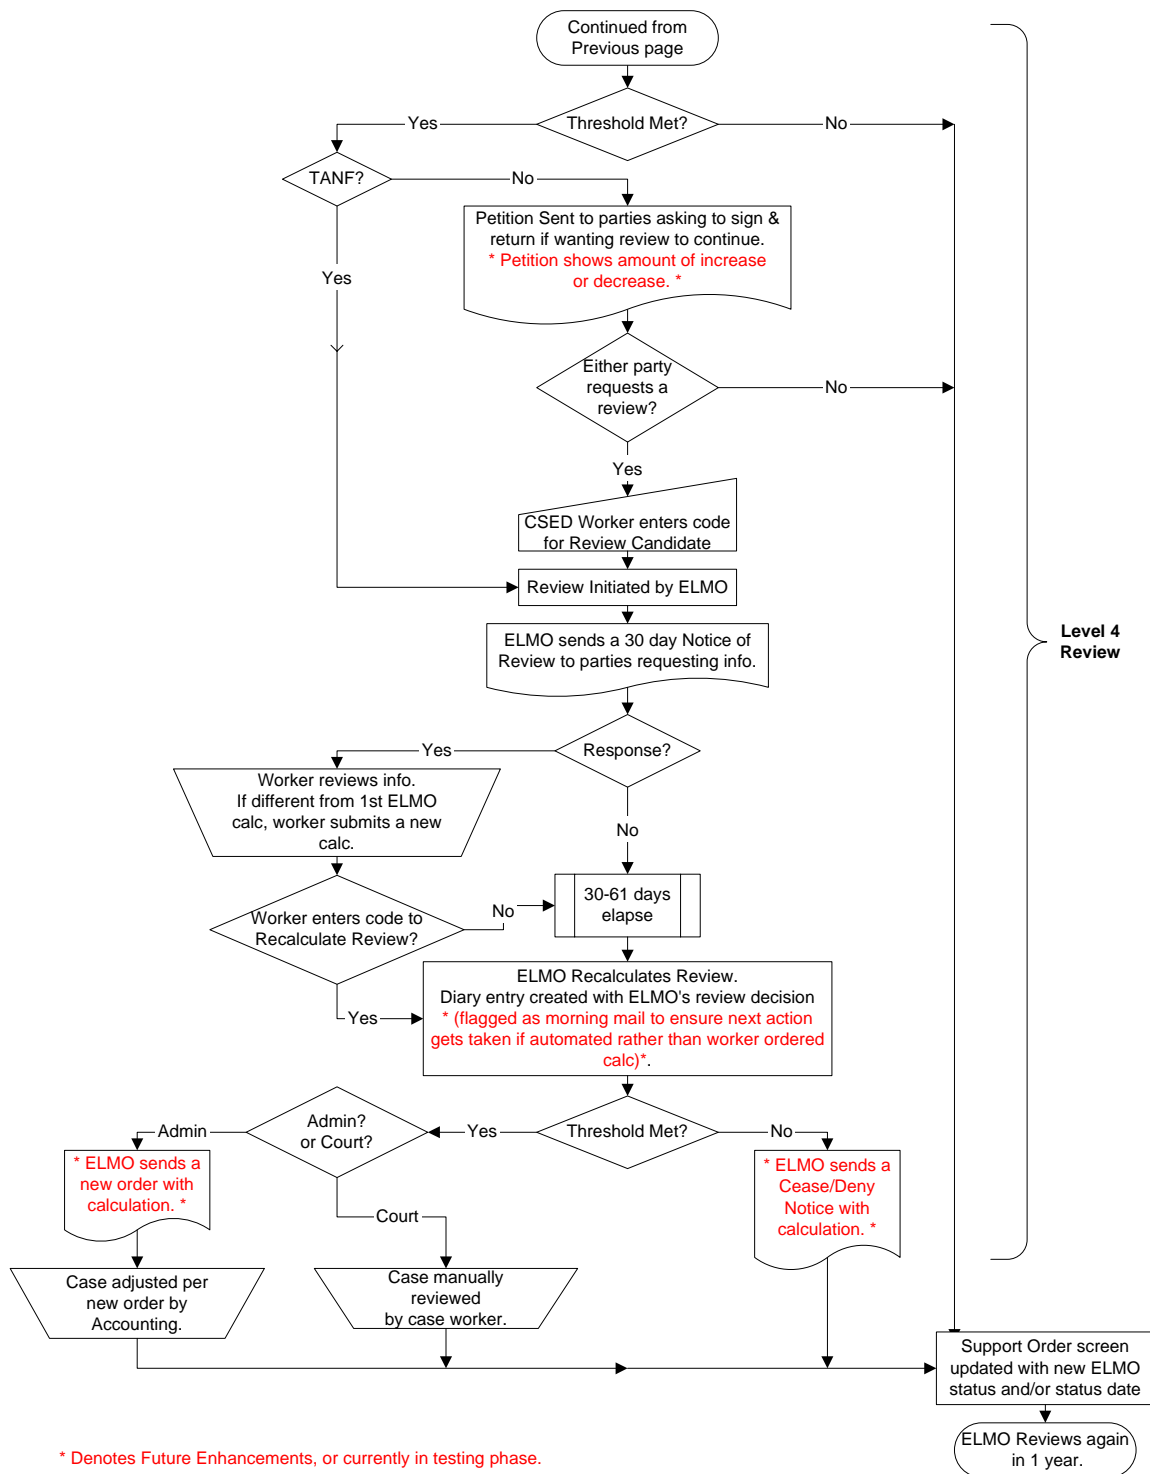 Continued from
Previous page
Threshold Met?
Yes
No
TANF?
No
Petition Sent to parties asking to sign &
return if wanting review to continue.
* Petition shows amount of increase
or decrease. *
Yes
Either party
requests a
review?
No
Yes
CSED Worker enters code
for Review Candidate
Review Initiated by ELMO
ELMO sends a 30 day Notice of
Review to parties requesting info.
Level 4
Review
Response?
Yes
Worker reviews info.
If different from 1st ELMO
calc, worker submits a new
calc.
No
30-61 days
elapse
Worker enters code to
Recalculate Review?
No
Yes
ELMO Recalculates Review.
Diary entry created with ELMO's review decision
* (flagged as morning mail to ensure next action
gets taken if automated rather than worker ordered
calc)*.
Threshold Met?
Yes
No
Admin?
or Court?
Admin
Court
* ELMO sends a
new order with
calculation. *
* ELMO sends a
Cease/Deny
Notice with
calculation. *
Case adjusted per
new order by
Accounting.
Case manually
reviewed
by case worker.
Support Order screen
updated with new ELMO
status and/or status date
ELMO Reviews again
in 1 year.
* Denotes Future Enhancements, or currently in testing phase.